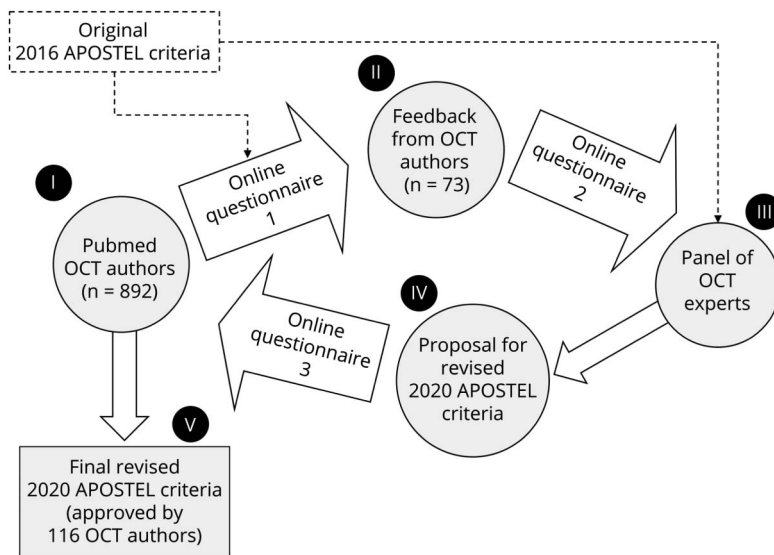 Original
2016 APOSTEL criteria
I
Pubmed
OCT authors
(n = 892)
Online
questionnaire
1
II
Feedback
from OCT
authors
(n = 73)
Online
questionnaire
2
III
Panel of
OCT
experts
IV
Proposal for
revised
2020 APOSTEL
criteria
Online
questionnaire
3
V
Final revised
2020 APOSTEL criteria
(approved by
116 OCT authors)